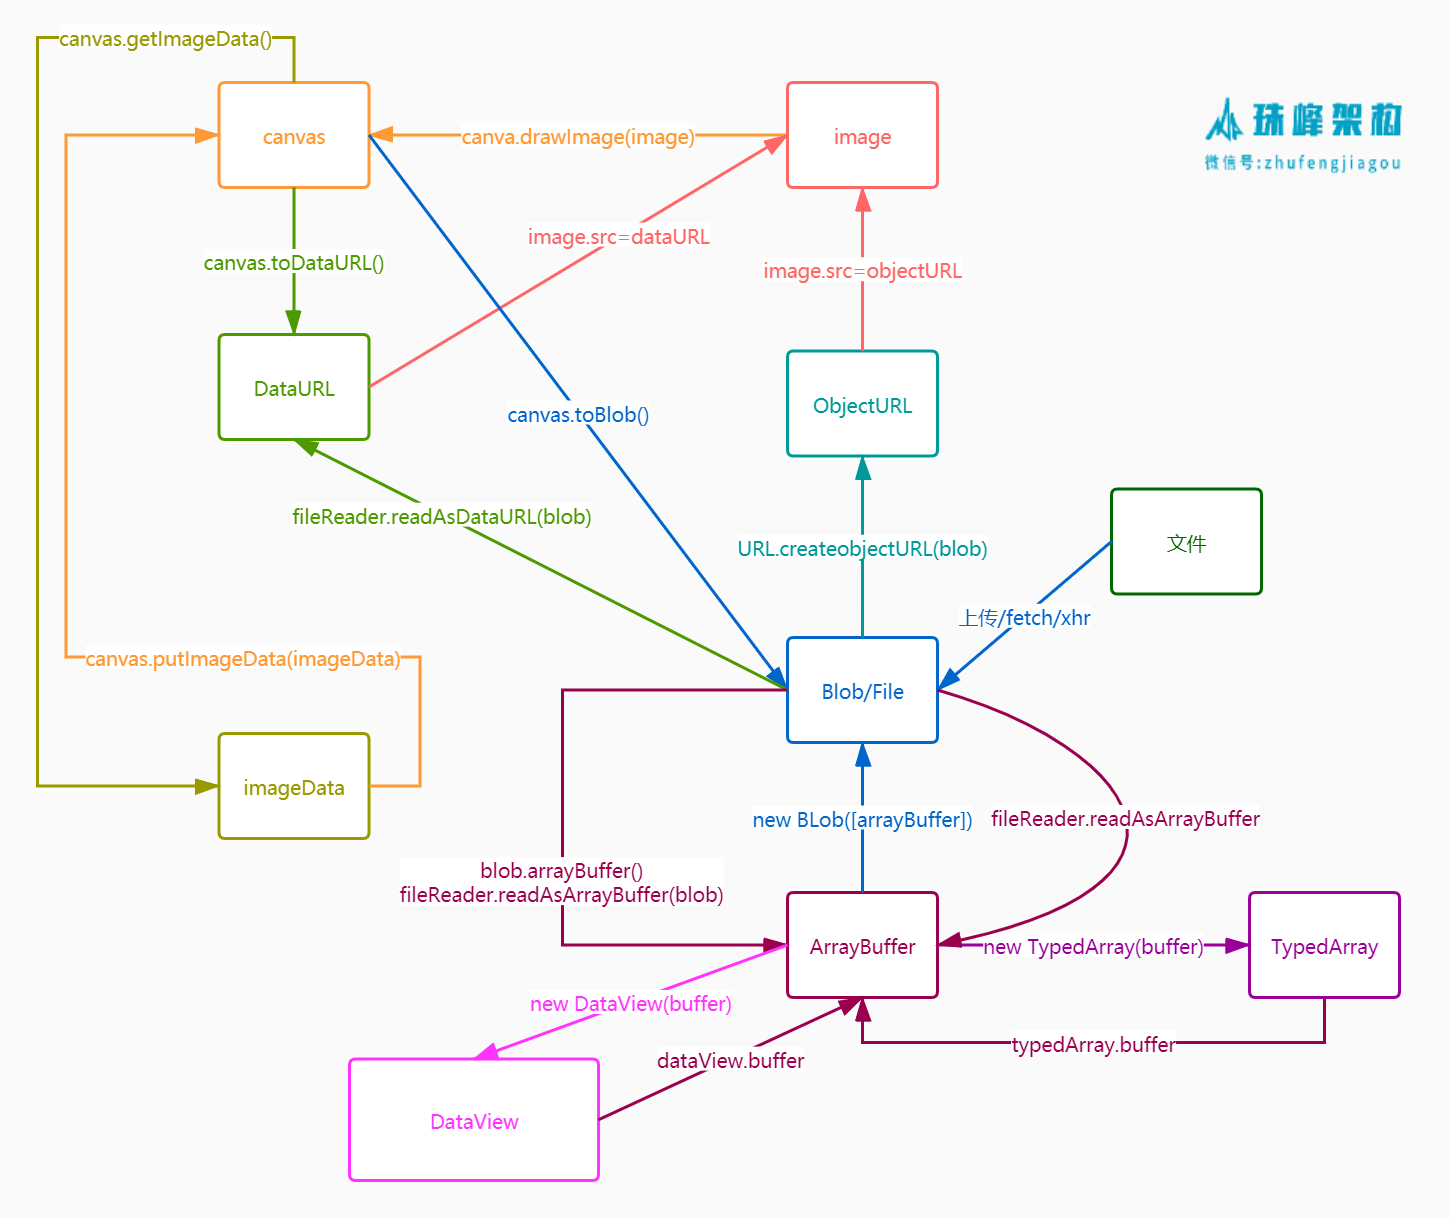 canvas.getImageData()
canvas
canva.drawImage(image)
image
珠峰架构
微信号:zhufengjiagou
image.src=dataURL
canvas.toDataURL()
image.src=objectURL
DataURL
ObjectURL
canvas.toBlob()
fileReader.readAsDataURL(blob)
URL.createobjectURL(blob)
文件
上传/fetch/xhr
canvas.putImageData(imageData)
Blob/File
imageData
new BLob([arrayBuffer])
fileReader.readAsArrayBuffer
blob.arrayBuffer()
fileReader.readAsArrayBuffer(blob)
ArrayBuffer
new TypedArray(buffer)
TypedArray
new DataView(buffer)
typedArray.buffer
dataView.buffer
DataView